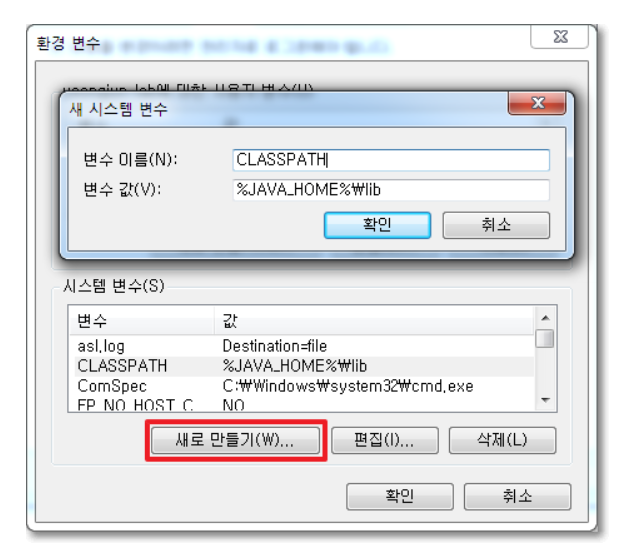 환경 변수
새 시스템 변수
변수 이름(N):
CLASSPATH
변수 값(V):
%JAVA_HOME%₩lib
확인
취소
시스템 변수(S)
변수 값
asl.log Destination=file
CLASSPATH %JAVA_HOME%₩lib
ComSpec C:₩Windows₩system32₩cmd.exe
FP_NO_HOST_C... NO
새로 만들기(W)... 편집(I)... 삭제(L)
확인 취소